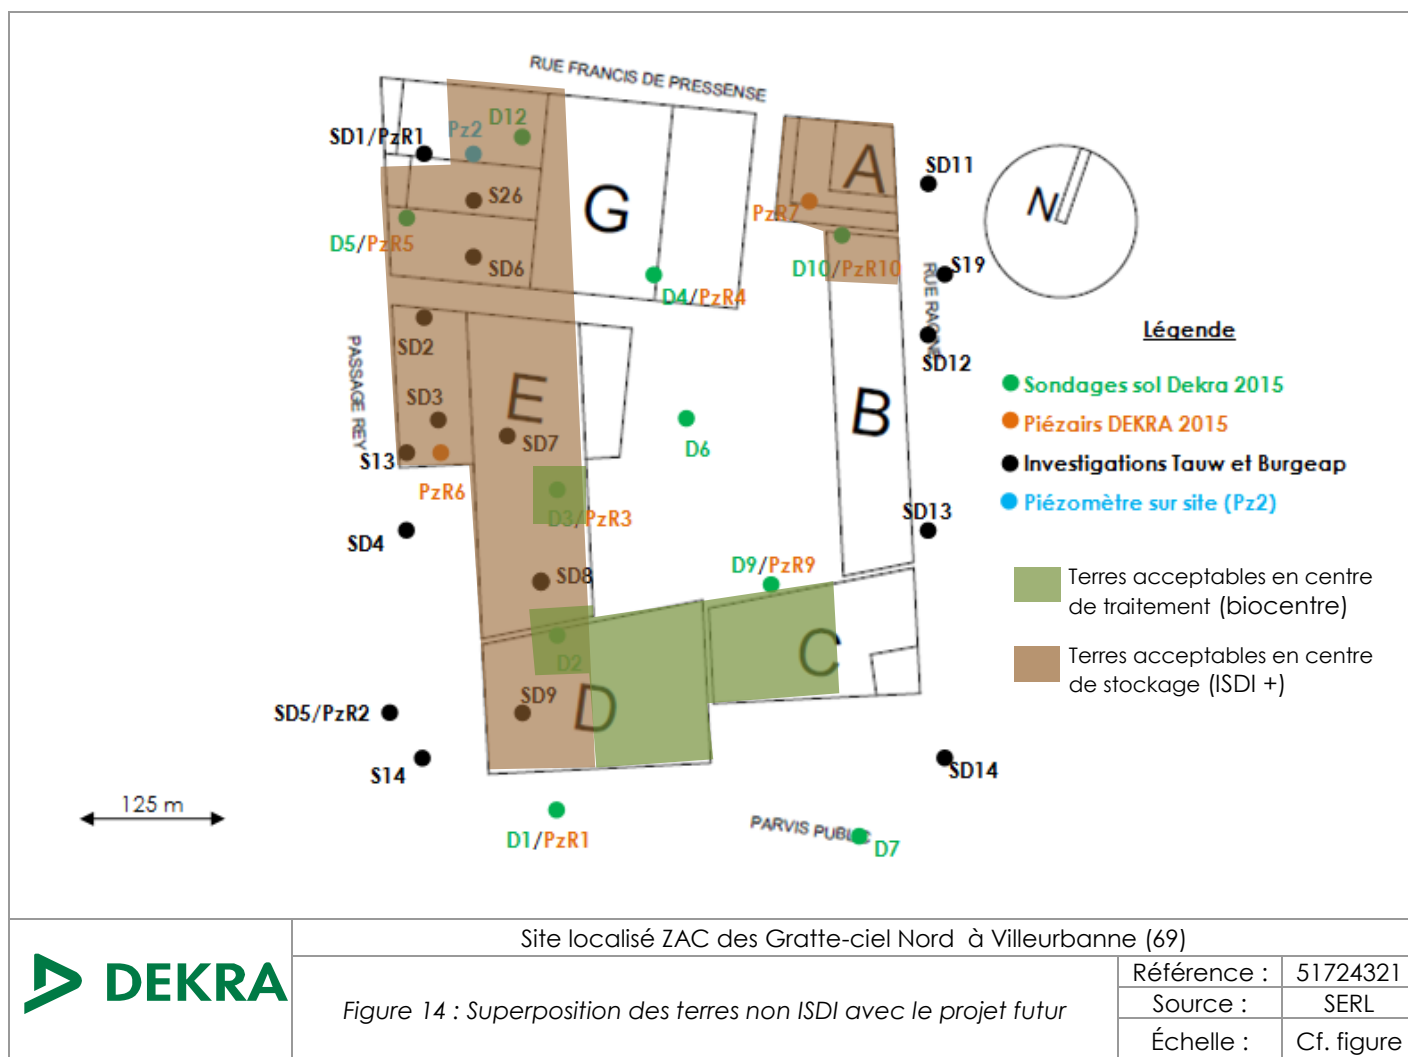 RUE FRANCIS DE PRESSENSE
SD1/PzR1
Pz2
D12
S26
G
A
SD11
N
PzR7
D5/PzR5
SD6
D4/PzR4
D10/PzR10
S19
RUE RACINE
SD12
SD2
PASSAGE REY
E
SD3
SD7
B
S13
PzR6
D6
D3/PzR3
SD4
SD13
SD8
D9/PzR9
D2
C
SD9
D
SD5/PzR2
S14
SD14
125 m
D1/PzR1
PARVIS PUBLIC
D7
Légende
Sondages sol Dekra 2015
Piézairs DEKRA 2015
Investigations Tauw et Burgeap
Piézomètre sur site (Pz2)
Terres acceptables en centre
de traitement (biocentre)
Terres acceptables en centre
de stockage (ISDI +)
DEKRA
Site localisé ZAC des Gratte-ciel Nord à Villeurbanne (69)
Figure 14 : Superposition des terres non ISDI avec le projet futur
Référence : 51724321
Source : SERL
Échelle : Cf. figure